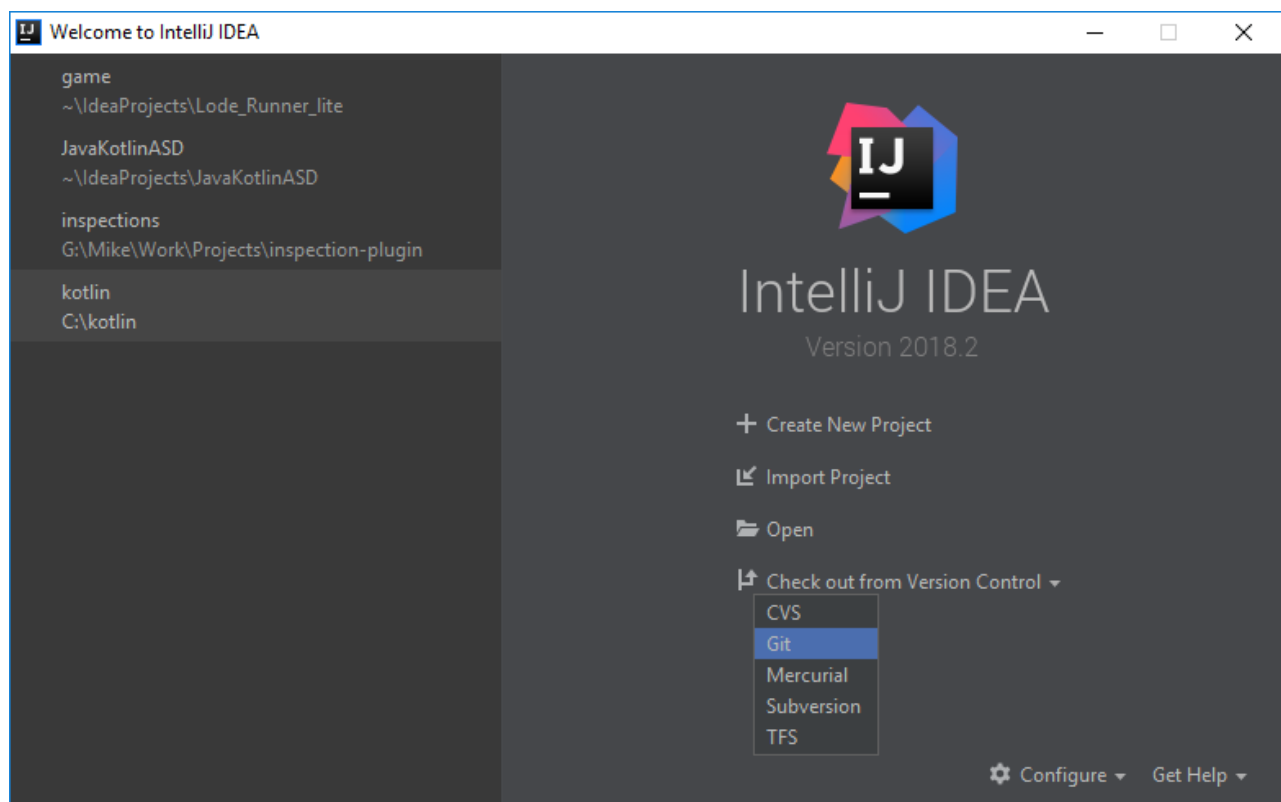 Welcome to IntelliJ IDEA
game
~\IdeaProjects\Lode_Runner_lite
JavaKotlinASD
~\IdeaProjects\JavaKotlinASD
inspections
G:\Mike\Work\Projects\inspection-plugin
kotlin
C:\kotlin
IJ
IntelliJ IDEA
Version 2018.2
Create New Project
Import Project
Open
Check out from Version Control
CVS
Git
Mercurial
Subversion
TFS
Configure
Get Help